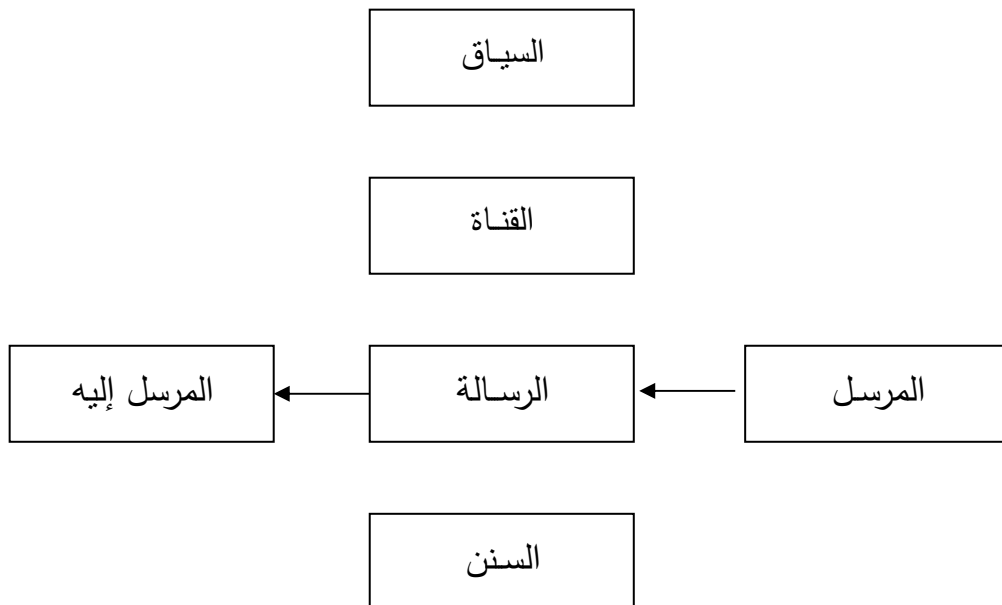 السياق
القناة
المرسل
الرسالة
المرسل إليه
السنن